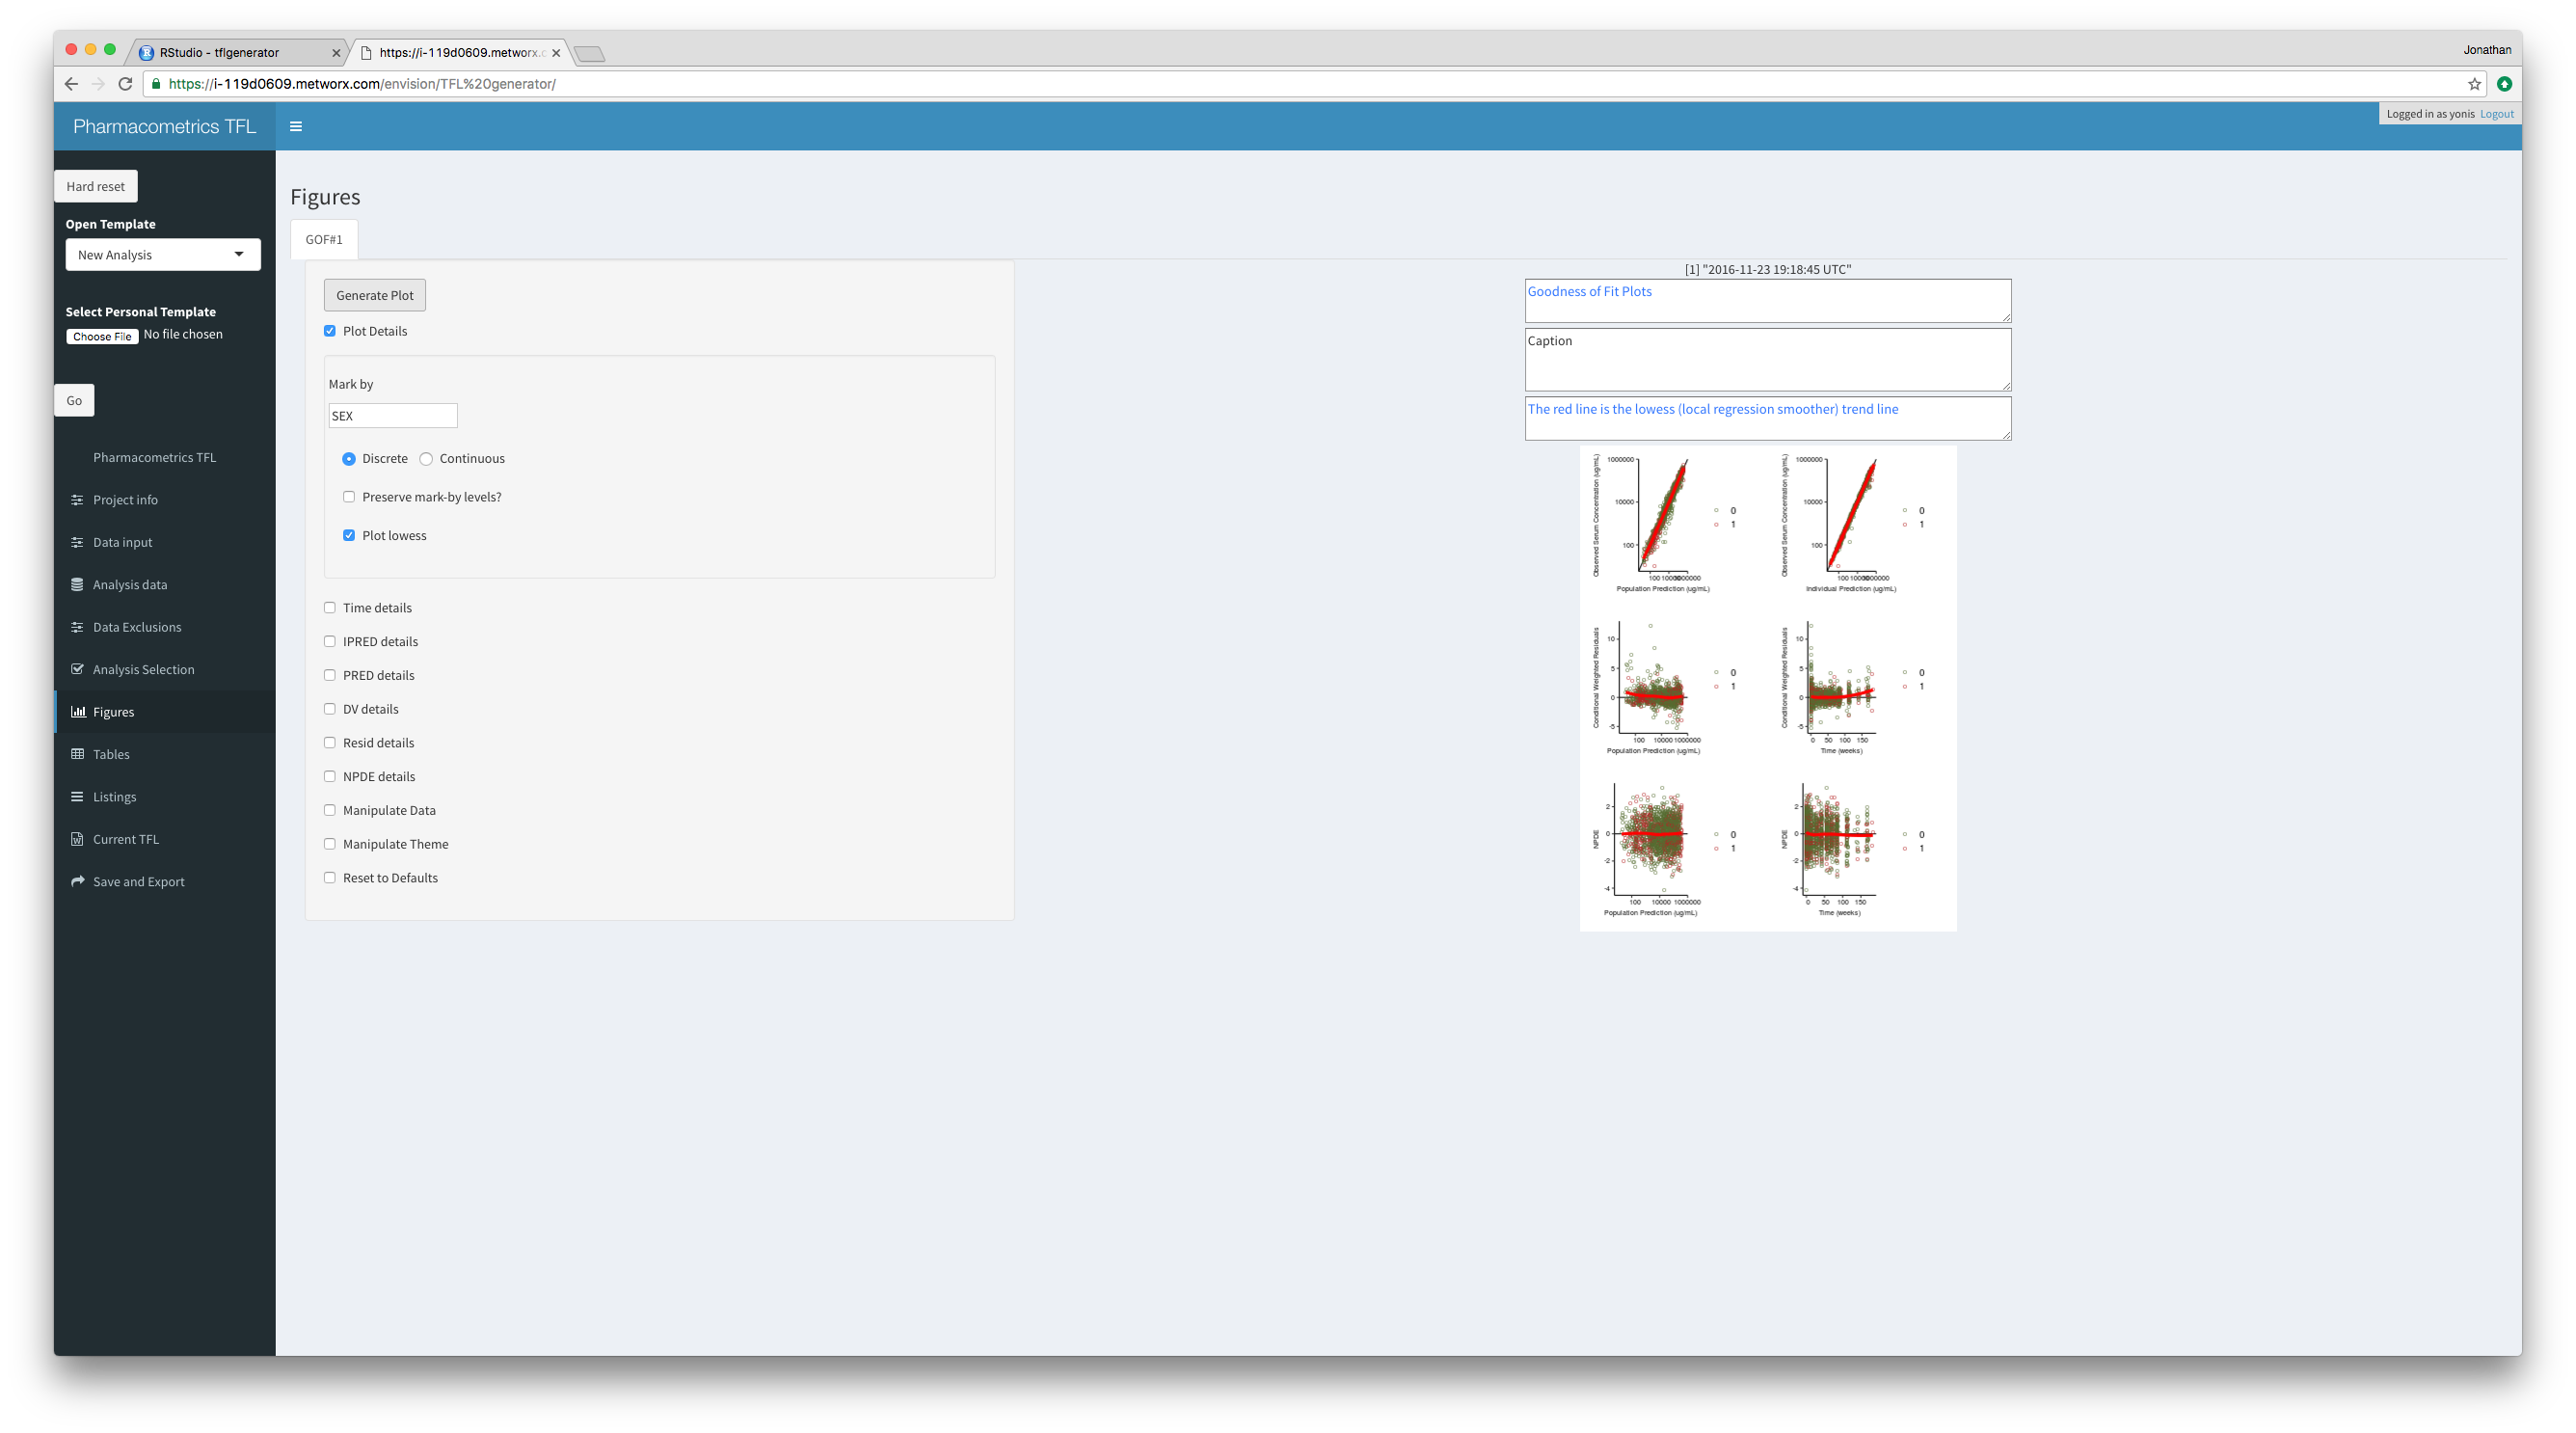 RStudio - tflgenerator
https://i-119d0609.metworx.c
Jonathan
https://i-119d0609.metworx.com/envision/TFL%20generator/
Pharmacometrics TFL
Logged in as yonis Logout
Hard reset
Open Template
New Analysis
Select Personal Template
Choose File No file chosen
Go
Pharmacometrics TFL
Project info
Data input
Analysis data
Data Exclusions
Analysis Selection
Figures
Tables
Listings
Current TFL
Save and Export
Figures
GOF#1
Generate Plot
Plot Details
Mark by
SEX
Discrete Continuous
Preserve mark-by levels?
Plot lowess
Time details
IPRED details
PRED details
DV details
Resid details
NPDE details
Manipulate Data
Manipulate Theme
Reset to Defaults
[1] "2016-11-23 19:18:45 UTC"
Goodness of Fit Plots
Caption
The red line is the lowess (local regression smoother) trend line
Observed Serum Concentration (ug/mL)
1000000
10000
100
0
1
Population Prediction (ug/mL)
Observed Serum Concentration (ug/mL)
1000000
10000
100
0
1
Individual Prediction (ug/mL)
Conditional Weighted Residuals
10
5
0
-5
0
1
100 10000 1000000
Population Prediction (ug/mL)
Conditional Weighted Residuals
10
5
0
-5
0
1
0 50 100 150
Time (weeks)
NPDE
2
0
-2
-4
0
1
100 10000 1000000
Population Prediction (ug/mL)
NPDE
2
0
-2
-4
0
1
0 50 100 150
Time (weeks)